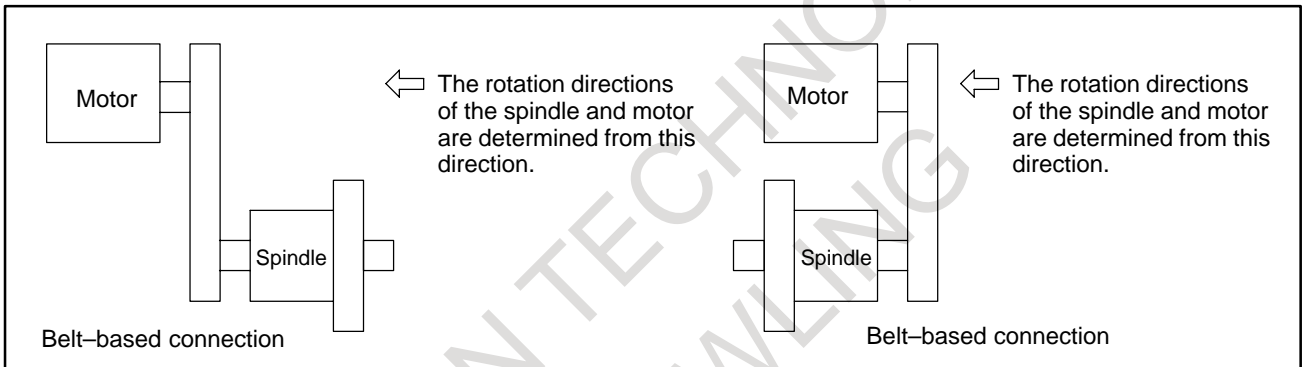 Motor
The rotation directions
of the spindle and motor
are determined from this
direction.
Spindle
Belt–based connection
Motor
The rotation directions
of the spindle and motor
are determined from this
direction.
Spindle
Belt–based connection